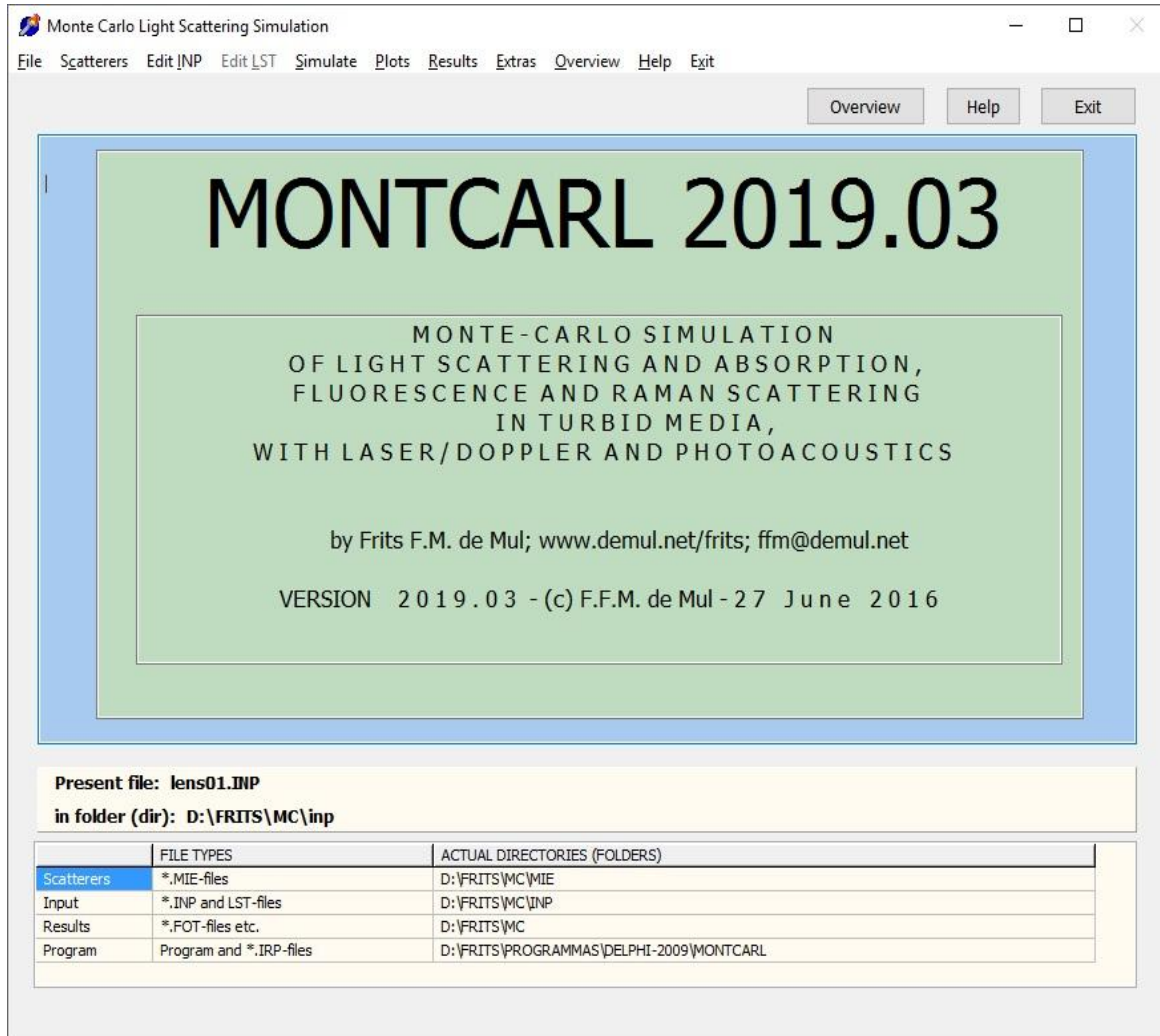 Monte Carlo Light Scattering Simulation
File Scatterers Edit INP Edit LST Simulate Plots Results Extras Overview Help Exit
Overview Help Exit
MONTCARL 2019.03
MONTE-CARLO SIMULATION
OF LIGHT SCATTERING AND ABSORPTION,
FLUORESCENCE AND RAMAN SCATTERING
IN TURBID MEDIA,
WITH LASER/DOPPLER AND PHOTOACOUSTICS
by Frits F.M. de Mul; www.demul.net/frits; ffm@demul.net
VERSION 2019.03 - (c) F.F.M. de Mul - 27 June 2016
Present file: lens01.INP
in folder (dir): D:\FRITS\MC\inp
FILE TYPES ACTUAL DIRECTORIES (FOLDERS)
Scatterers *.MIE-files D:\FRITS\MC\MIE
Input *.INP and LST-files D:\FRITS\MC\INP
Results *.FOT-files etc. D:\FRITS\MC
Program Program and *.IRP-files D:\FRITS\PROGRAMMAS\DELPHI-2009\MONTCARL